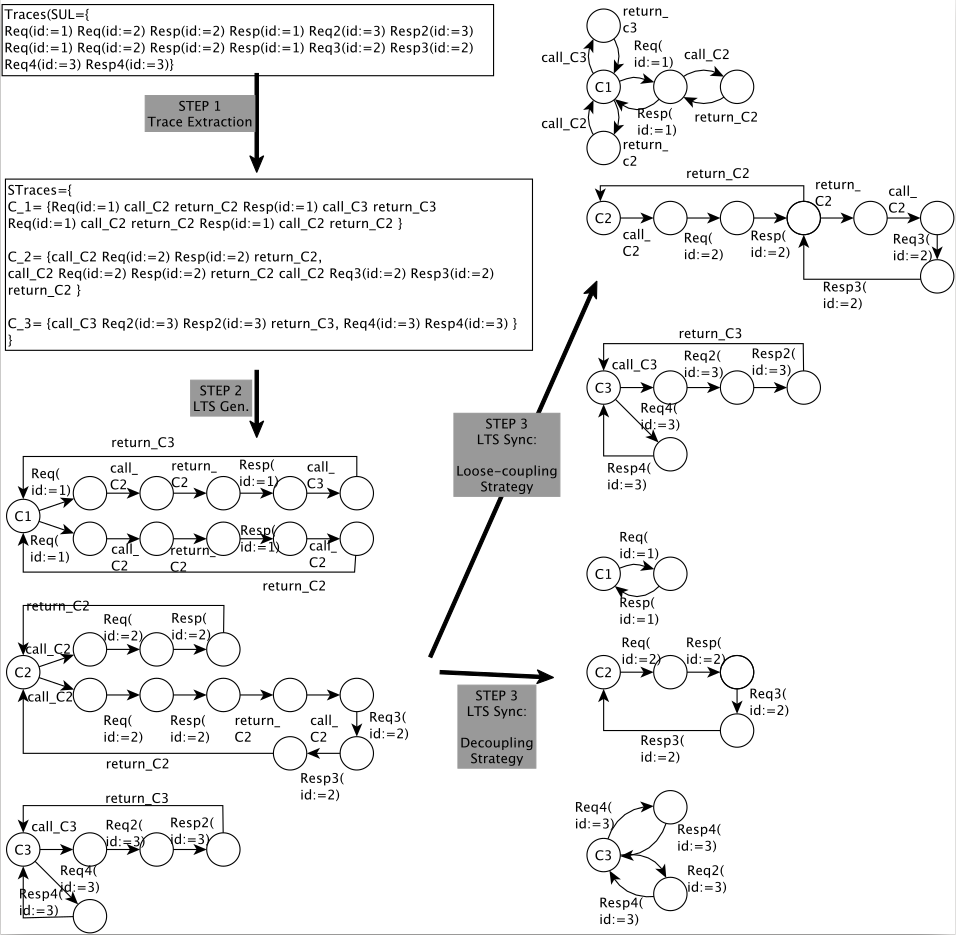 Traces(SUL={
Req(id:=1) Req(id:=2) Resp(id:=2) Resp(id:=1) Req2(id:=3) Resp2(id:=3)
Req(id:=1) Req(id:=2) Resp(id:=2) Resp(id:=1) Req3(id:=2) Resp3(id:=2)
Req4(id:=3) Resp4(id:=3)}
STEP 1
Trace Extraction
STraces={
C_1= {Req(id:=1) call_C2 return_C2 Resp(id:=1) call_C3 return_C3
Req(id:=1) call_C2 return_C2 Resp(id:=1) call_C2 return_C2 }
C_2= {call_C2 Req(id:=2) Resp(id:=2) return_C2,
call_C2 Req(id:=2) Resp(id:=2) return_C2 call_C2 Req3(id:=2) Resp3(id:=2)
return_C2 }
C_3= {call_C3 Req2(id:=3) Resp2(id:=3) return_C3, Req4(id:=3) Resp4(id:=3) }
}
STEP 2
LTS Gen.
return_C3
Req(
id:=1)
call_
C2
return_
C2
Resp(
id:=1)
call_
C3
C1
Req(
id:=1)
call_
C2
return_
C2
Resp(
id:=1)
call_
C2
return_C2
return_C2
call_C2
Req(
id:=2)
Resp(
id:=2)
C2
call_C2
Req(
id:=2)
Resp(
id:=2)
return_
C2
call_
C2
Req3(
id:=2)
Resp3(
id:=2)
return_C2
return_C3
call_C3
Req2(
id:=3)
Resp2(
id:=3)
C3
Req4(
id:=3)
Resp4(
id:=3)
STEP 3
LTS Sync:
Loose-coupling
Strategy
STEP 3
LTS Sync:
Decoupling
Strategy
return_
c3
call_C3
Req(
id:=1)
call_C2
C1
call_C2
Resp(
id:=1)
return_C2
return_
c2
return_C2
C2
call_
C2
Req(
id:=2)
Resp(
id:=2)
return_
C2
call_
C2
Req3(
id:=2)
Resp3(
id:=2)
return_C3
call_C3
Req2(
id:=3)
Resp2(
id:=3)
C3
Req4(
id:=3)
Resp4(
id:=3)
Req(
id:=1)
C1
Resp(
id:=1)
Req(
id:=2)
Resp(
id:=2)
C2
Req3(
id:=2)
Resp3(
id:=2)
Req4(
id:=3)
Resp4(
id:=3)
C3
Req2(
id:=3)
Resp4(
id:=3)